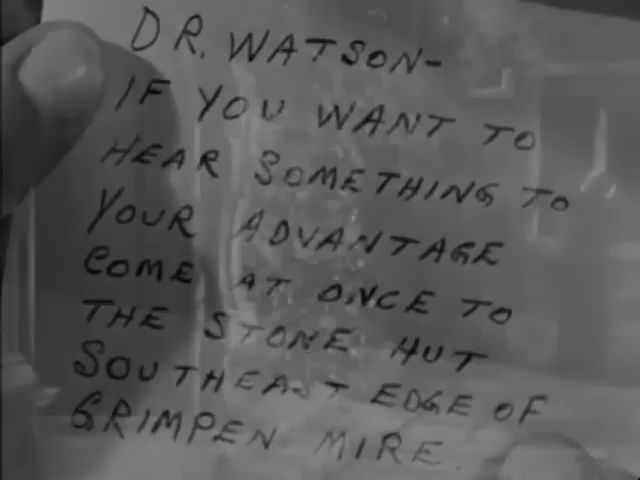 DR. WATSON-
IF YOU WANT TO
HEAR SOMETHING TO
YOUR ADVANTAGE
COME AT ONCE TO
THE STONE HUT
SOUTHEAST EDGE OF
GRIMPEN MIRE.